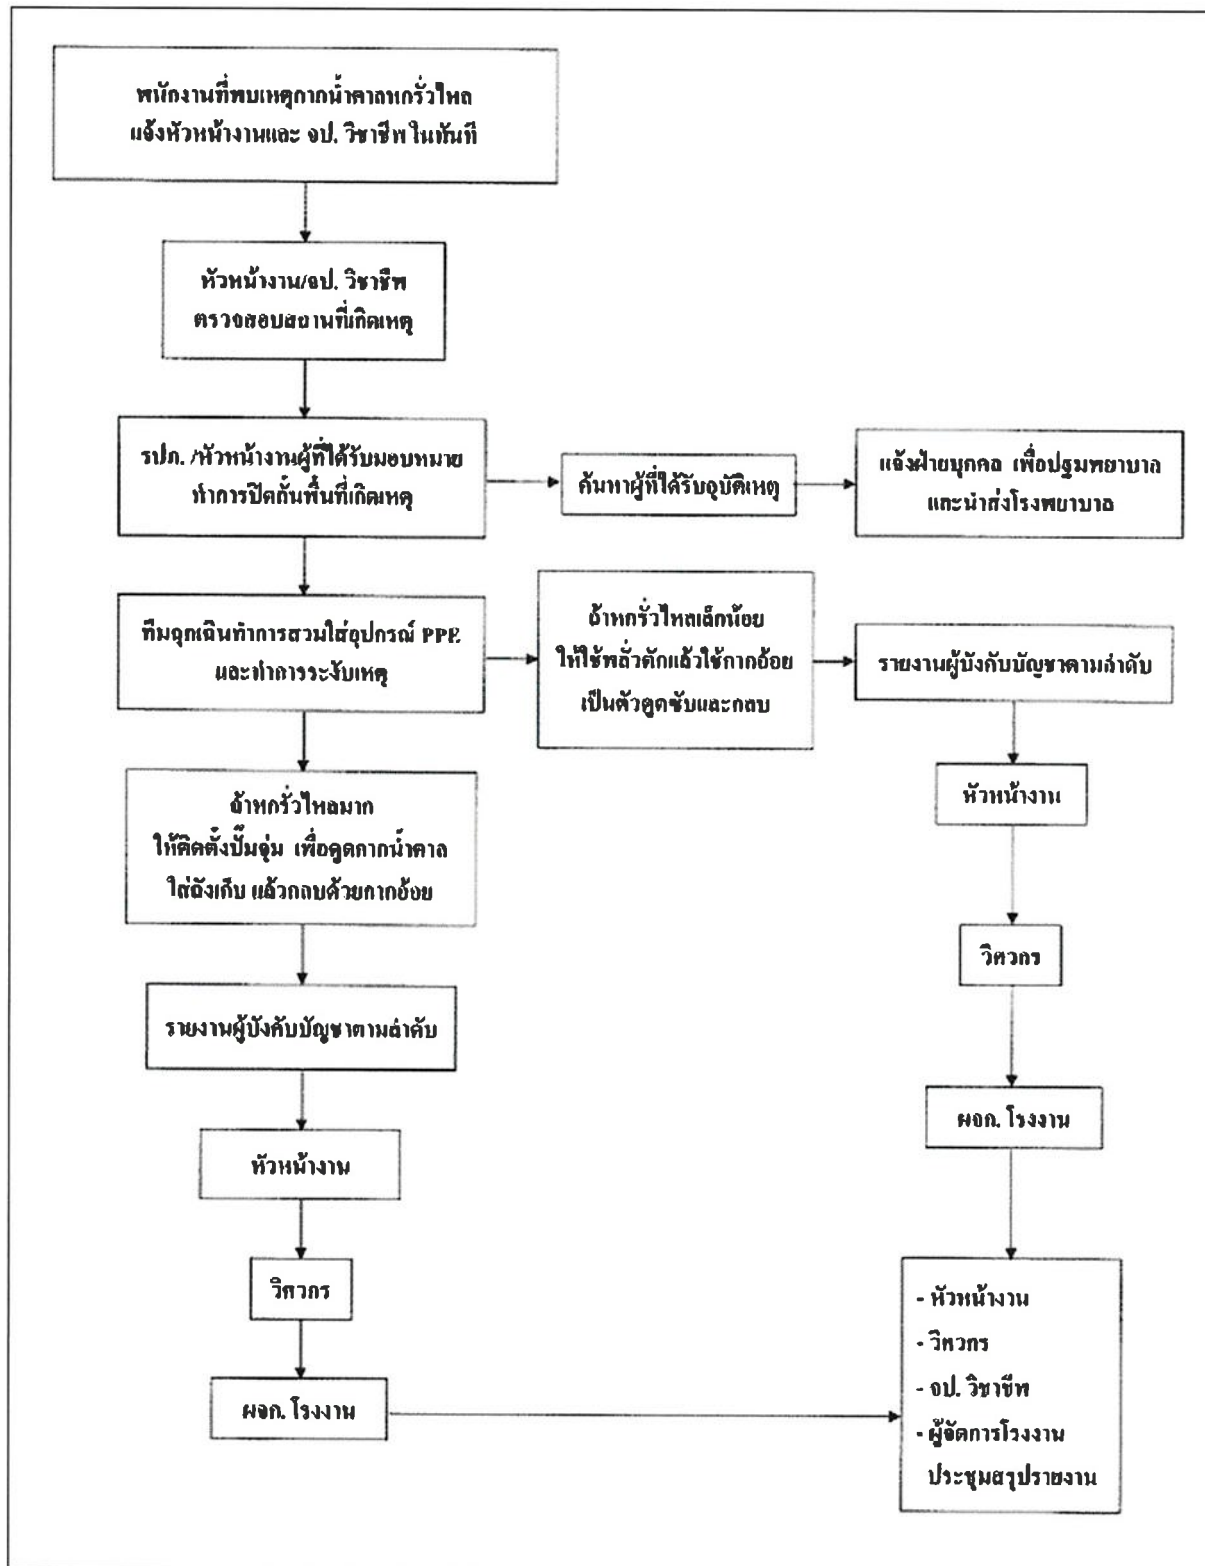 พนักงานที่พบเหตุกากน้ำตาลหกรั่วไหล
แจ้งหัวหน้างานและ จป. วิชาชีพ ในทันที
หัวหน้างาน/จป. วิชาชีพ
ตรวจสอบสถานที่เกิดเหตุ
รปภ. /หัวหน้างานผู้ที่ได้รับมอบหมาย
ทำการปิดกั้นพื้นที่เกิดเหตุ
ค้นหาผู้ที่ได้รับอุบัติเหตุ
แจ้งฝ่ายบุคคล เพื่อปฐมพยาบาล
และนำส่งโรงพยาบาล
ทีมฉุกเฉินทำการสวมใส่อุปกรณ์ PPE
และทำการระงับเหตุ
ถ้าหกรั่วไหลเล็กน้อย
ให้ใช้พลั่วตักแล้วใช้กากอ้อย
เป็นตัวดูดซับและกลบ
รายงานผู้บังคับบัญชาตามลำดับ
หัวหน้างาน
วิศวกร
ผจก. โรงงาน
ถ้าหกรั่วไหลมาก
ให้ติดตั้งปั๊มจุ่ม เพื่อดูดกากน้ำตาล
ใส่ถังเก็บ แล้วกลบด้วยกากอ้อย
รายงานผู้บังคับบัญชาตามลำดับ
หัวหน้างาน
วิศวกร
ผจก. โรงงาน
- หัวหน้างาน
- วิศวกร
- จป. วิชาชีพ
- ผู้จัดการโรงงาน
ประชุมสรุปรายงาน